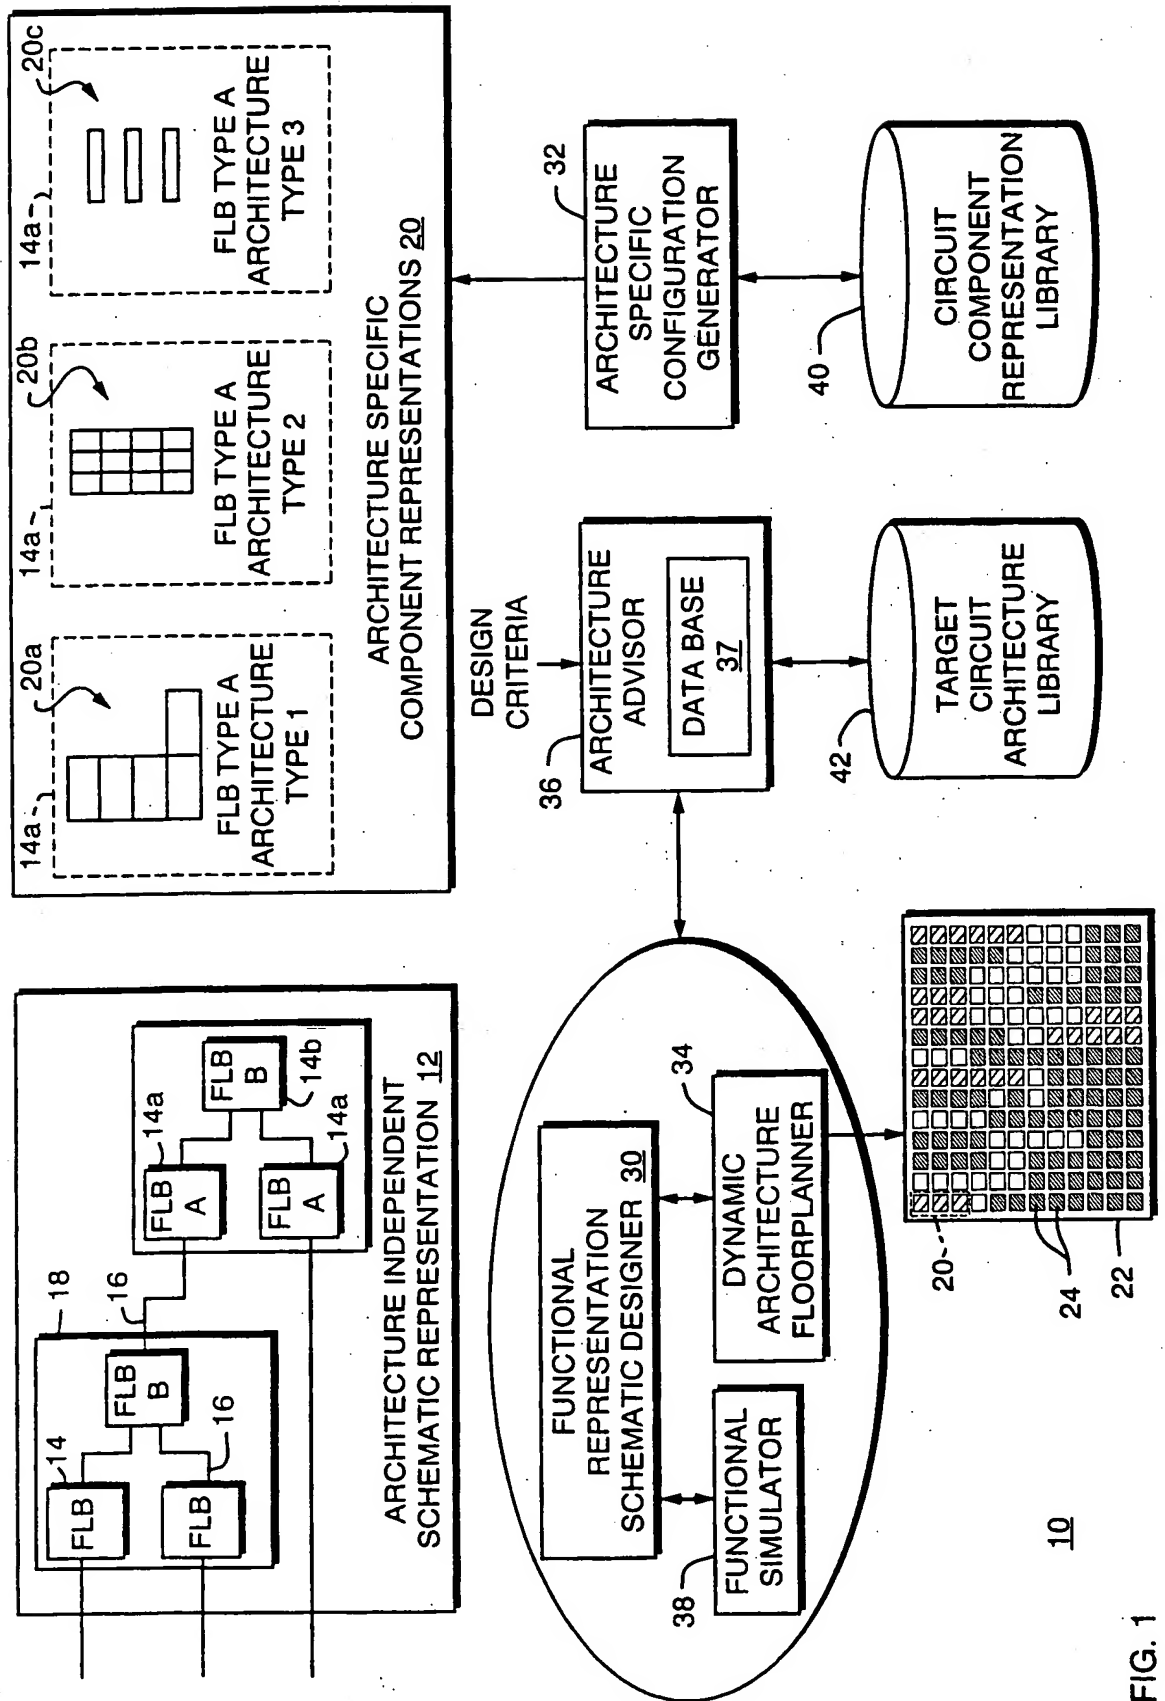 18
14
FLB
FLB
B
16
16
FLB
14a
FLB
A
FLB
B
14b
FLB
A
14a
ARCHITECTURE INDEPENDENT
SCHEMATIC REPRESENTATION 12
14a
20a
FLB TYPE A
ARCHITECTURE
TYPE 1
14a
20b
FLB TYPE A
ARCHITECTURE
TYPE 2
14a
20c
FLB TYPE A
ARCHITECTURE
TYPE 3
ARCHITECTURE SPECIFIC
COMPONENT REPRESENTATIONS 20
FUNCTIONAL
REPRESENTATION
SCHEMATIC DESIGNER 30
38
FUNCTIONAL
SIMULATOR
34
DYNAMIC
ARCHITECTURE
FLOORPLANNER
DESIGN
CRITERIA
36
ARCHITECTURE
ADVISOR
DATA BASE
37
32
ARCHITECTURE
SPECIFIC
CONFIGURATION
GENERATOR
20
24
22
42
TARGET
CIRCUIT
ARCHITECTURE
LIBRARY
40
CIRCUIT
COMPONENT
REPRESENTATION
LIBRARY
10
FIG. 1